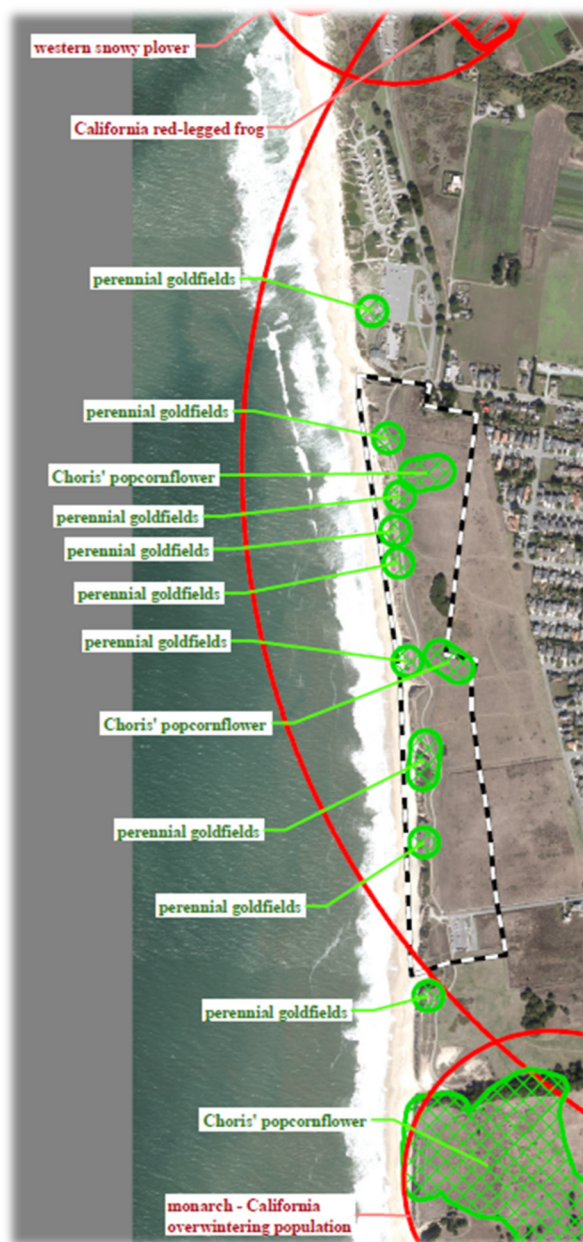 western snowy plover
California red-legged frog
perennial goldfields
perennial goldfields
Choris' popcornflower
perennial goldfields
perennial goldfields
perennial goldfields
perennial goldfields
Choris' popcornflower
perennial goldfields
perennial goldfields
perennial goldfields
Choris' popcornflower
monarch - California
overwintering population